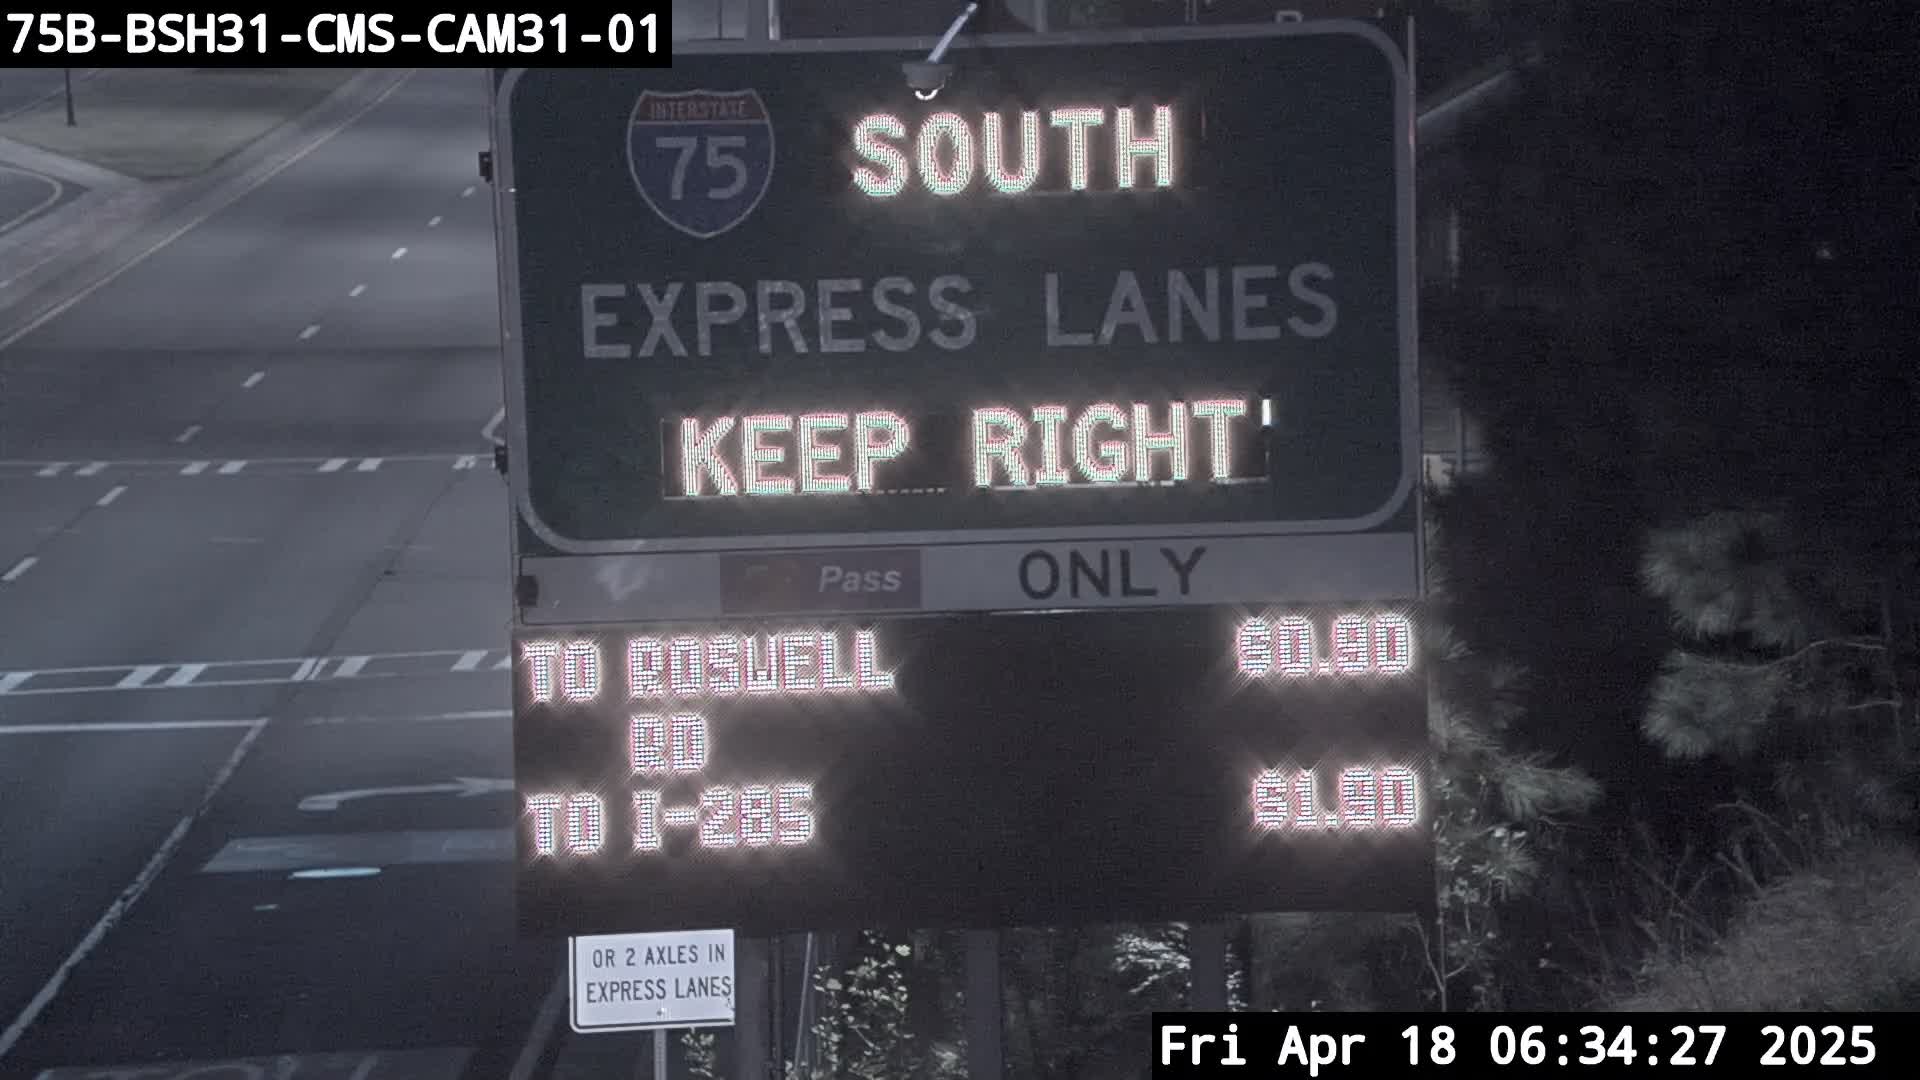 75B-BSH31-CMS-CAM31-01
INTERSTATE
75
SOUTH
EXPRESS LANES
KEEP RIGHT
Pass ONLY
TO ROSWELL $0.90
RD
TO I-285 $1.90
OR 2 AXLES IN
EXPRESS LANES
Fri Apr 18 06:34:27 2025